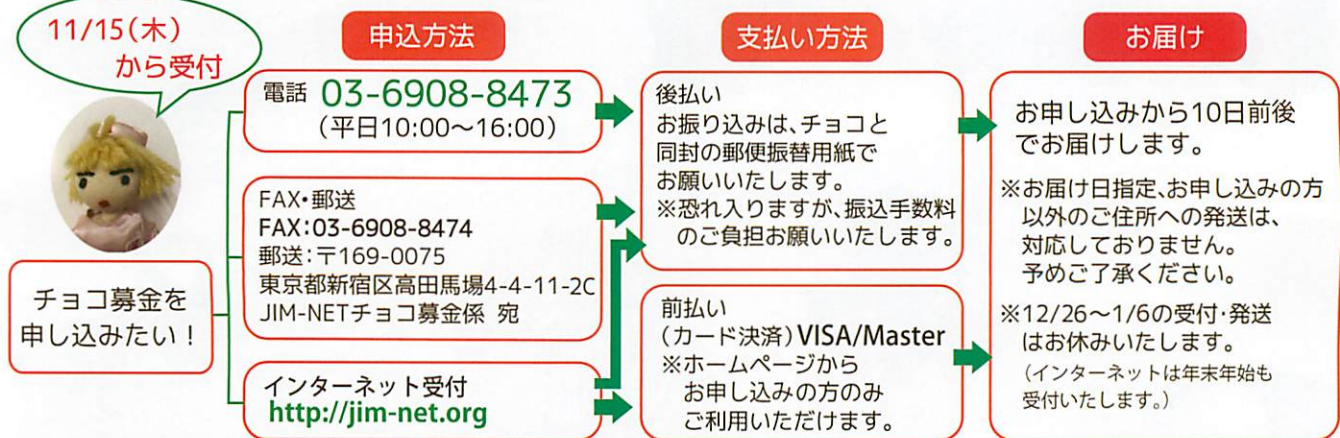 11/15(木)
から受付
チョコ募金を
申し込みたい！
申込方法
電話 03-6908-8473
(平日10:00〜16:00)
FAX・郵送
FAX:03-6908-8474
郵送:〒169-0075
東京都新宿区高田馬場4-4-11-2C
JIM-NETチョコ募金係 宛
インターネット受付
http://jim-net.org
支払い方法
後払い
お振り込みは、チョコと
同封の郵便振替用紙で
お願いいたします。
※恐れ入りますが、振込手数料
のご負担お願いいたします。
前払い
(カード決済)VISA/Master
※ホームページから
お申し込みの方のみ
ご利用いただけます。
お届け
お申し込みから10日前後
でお届けします。
※お届け日指定、お申し込みの方
以外のご住所への発送は、
対応しておりません。
予めご了承ください。
※12/26〜1/6の受付・発送
はお休みいたします。
(インターネットは年末年始も
受付いたします。)